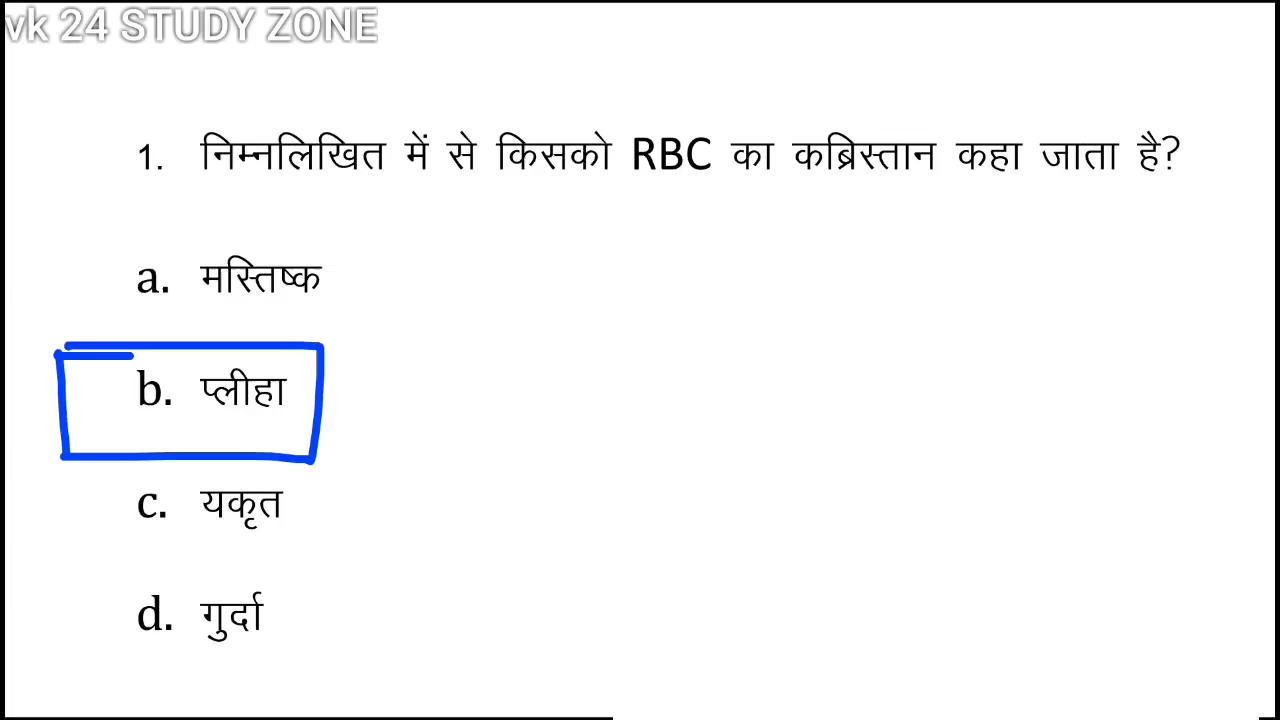 vk 24 STUDY ZONE
1. निम्नलिखित में से किसको RBC का कब्रिस्तान कहा जाता है?
a. मस्तिष्क
b. प्लीहा
c. यकृत
d. गुर्दा